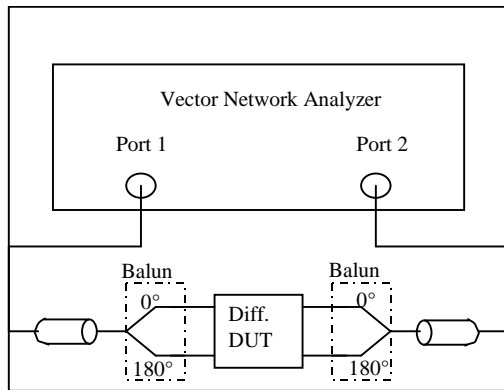 Vector Network Analyzer
Port 1
Port 2
Balun
Balun
0°
Diff.
DUT
0°
180°
180°